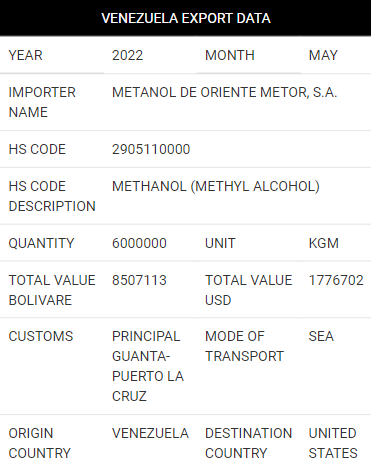 VENEZUELA EXPORT DATA
YEAR 2022 MONTH MAY
IMPORTER METANOL DE ORIENTE METOR, S.A.
NAME
HS CODE 2905110000
HS CODE METHANOL (METHYL ALCOHOL)
DESCRIPTION
QUANTITY 6000000 UNIT KGM
TOTAL VALUE 8507113 TOTAL VALUE 1776702
BOLIVARE USD
CUSTOMS PRINCIPAL MODE OF SEA
GUANTA- TRANSPORT
PUERTO LA
CRUZ
ORIGIN VENEZUELA DESTINATION UNITED
COUNTRY COUNTRY STATES